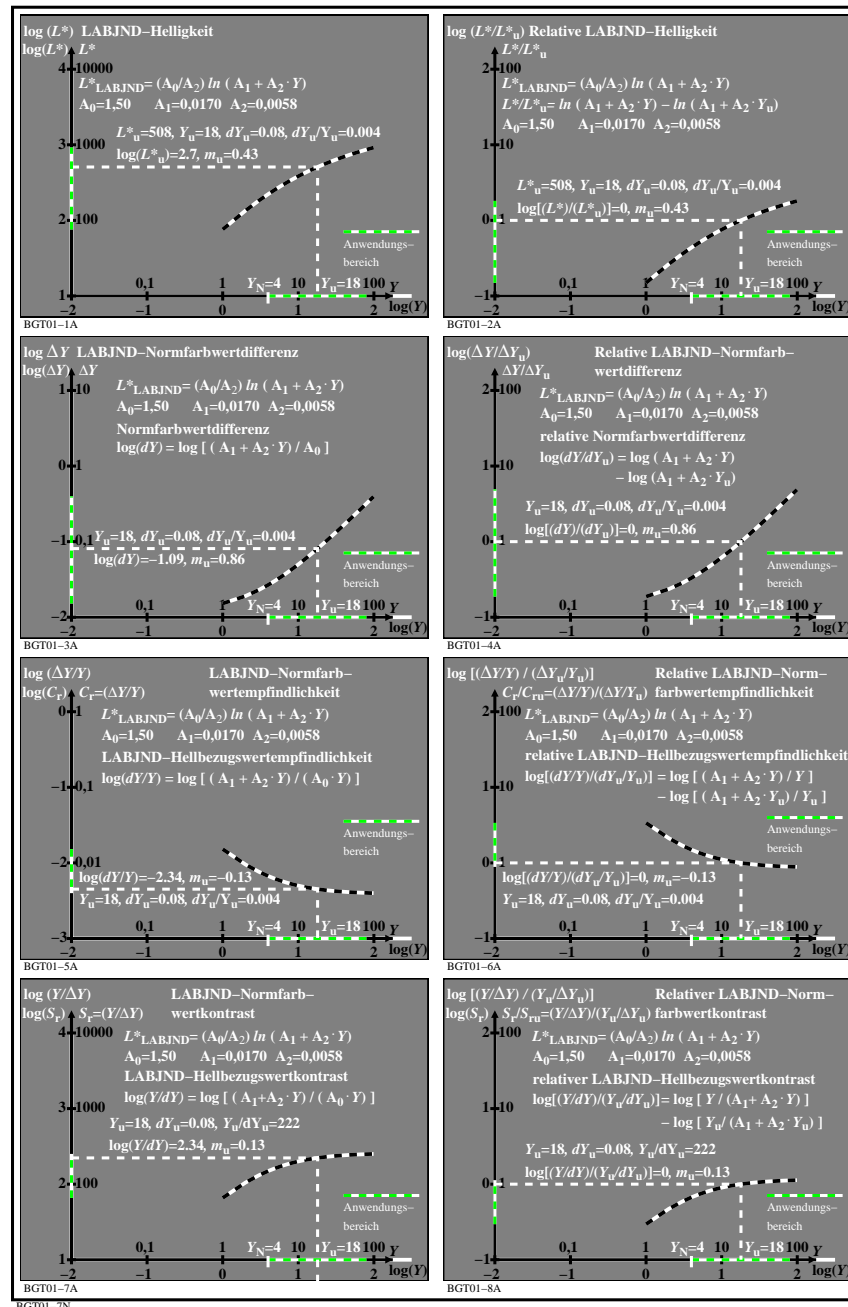 log (L*) LABJND–Helligkeit
log(L*) L*
4 10000
L*LABJND= (A0/A2) ln ( A1 + A2 · Y)
A0=1,50 A1=0,0170 A2=0,0058
L*u=508, Yu=18, dYu=0.08, dYu/Yu=0.004
3 1000
log(L*u)=2.7, mu=0.43
2 100
Anwendungs–
bereich
0,1 1 YN=4 10 Yu=18 100 Y
1
–2 –1 0 1 2 log(Y)
BGT01–1A
log (L*/L*u) Relative LABJND–Helligkeit
L*/L*u
2 100
L*LABJND= (A0/A2) ln ( A1 + A2 · Y)
L*/L*u= ln ( A1 + A2 · Y) – ln ( A1 + A2 · Yu)
A0=1,50 A1=0,0170 A2=0,0058
1 10
L*u=508, Yu=18, dYu=0.08, dYu/Yu=0.004
log[(L*)/(L*u)]=0, mu=0.43
0 1
Anwendungs–
bereich
0,1 1 YN=4 10 Yu=18 100 Y
–1
–2 –1 0 1 2 log(Y)
BGT01–2A
log ΔY LABJND–Normfarbwertdifferenz
log(ΔY) ΔY
1 10
L*LABJND= (A0/A2) ln ( A1 + A2 · Y)
A0=1,50 A1=0,0170 A2=0,0058
Normfarbwertdifferenz
log(dY) = log [ ( A1 + A2 · Y) / A0 ]
0 1
–1 0,1
Yu=18, dYu=0.08, dYu/Yu=0.004
log(dY)=–1.09, mu=0.86
Anwendungs–
bereich
0,1 1 YN=4 10 Yu=18 100 Y
–2
–2 –1 0 1 2 log(Y)
BGT01–3A
log(ΔY/ΔYu) Relative LABJND–Normfarb–
ΔY/ΔYu wertdifferenz
2 100
L*LABJND= (A0/A2) ln ( A1 + A2 · Y)
A0=1,50 A1=0,0170 A2=0,0058
relative Normfarbwertdifferenz
log(dY/dYu) = log ( A1 + A2 · Y)
1 10
– log (A1 + A2 · Yu)
Yu=18, dYu=0.08, dYu/Yu=0.004
log[(dY)/(dYu)]=0, mu=0.86
0 1
Anwendungs–
bereich
0,1 1 YN=4 10 Yu=18 100 Y
–1
–2 –1 0 1 2 log(Y)
BGT01–4A
log (ΔY/Y) LABJND–Normfarb–
log(Cr) Cr=(ΔY/Y) wertempfindlichkeit
0 1
L*LABJND= (A0/A2) ln ( A1 + A2 · Y)
A0=1,50 A1=0,0170 A2=0,0058
LABJND–Hellbezugswertempfindlichkeit
log(dY/Y) = log [ ( A1 + A2 · Y) / ( A0 · Y) ]
–1 0,1
Anwendungs–
bereich
–2 0,01
log(dY/Y)=–2.34, mu=–0.13
Yu=18, dYu=0.08, dYu/Yu=0.004
0,1 1 YN=4 10 Yu=18 100 Y
–3
–2 –1 0 1 2 log(Y)
BGT01–5A
log [(ΔY/Y) / (ΔYu/Yu)] Relative LABJND–Norm–
Cr/Cru=(ΔY/Y)/(ΔY/Yu) farbwertempfindlichkeit
2 100
L*LABJND= (A0/A2) ln ( A1 + A2 · Y)
A0=1,50 A1=0,0170 A2=0,0058
relative LABJND–Hellbezugswertempfindlichkeit
log[(dY/Y)/(dYu/Yu)] = log [ ( A1 + A2 · Y) / Y ]
1 10
– log [ ( A1 + A2 · Yu) / Yu ]
Anwendungs–
bereich
0 1
log[(dY/Y)/(dYu/Yu)]=0, mu=–0.13
Yu=18, dYu=0.08, dYu/Yu=0.004
0,1 1 YN=4 10 Yu=18 100 Y
–1
–2 –1 0 1 2 log(Y)
BGT01–6A
log (Y/ΔY) LABJND–Normfarb–
log(Sr) Sr=(Y/ΔY) wertkontrast
4 10000
L*LABJND= (A0/A2) ln ( A1 + A2 · Y)
A0=1,50 A1=0,0170 A2=0,0058
LABJND–Hellbezugswertkontrast
log(Y/dY) = log [ ( A1+A2 · Y) / ( A0 · Y) ]
3 1000
Yu=18, dYu=0.08, Yu/dYu=222
log(Y/dY)=2.34, mu=0.13
2 100
Anwendungs–
bereich
0,1 1 YN=4 10 Yu=18 100 Y
1
–2 –1 0 1 2 log(Y)
BGT01–7A
log [(Y/ΔY) / (Yu/ΔYu)] Relativer LABJND–Norm–
log(Sr) Sr/Sru=(Y/ΔY)/(Yu/ΔYu) farbwertkontrast
2 100
L*LABJND= (A0/A2) ln ( A1 + A2 · Y)
A0=1,50 A1=0,0170 A2=0,0058
relativer LABJND–Hellbezugswertkontrast
log[(Y/dY)/(Yu/dYu)]= log [ Y / (A1+ A2 · Y) ]
1 10
– log [ Yu / (A1 + A2 · Yu) ]
Yu=18, dYu=0.08, Yu/dYu=222
log[(Y/dY)/(Yu/dYu)]=0, mu=0.13
0 1
Anwendungs–
bereich
0,1 1 YN=4 10 Yu=18 100 Y
–1
–2 –1 0 1 2 log(Y)
BGT01–8A
BGT01–7N